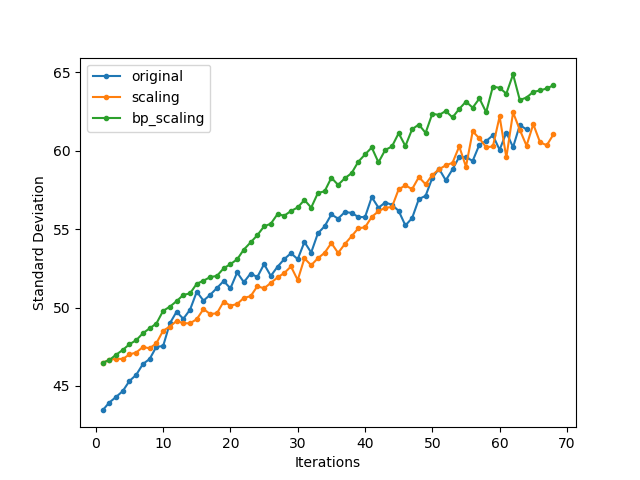 original
scaling
bp_scaling
65
60
55
50
45
Standard Deviation
0 10 20 30 40 50 60 70
Iterations